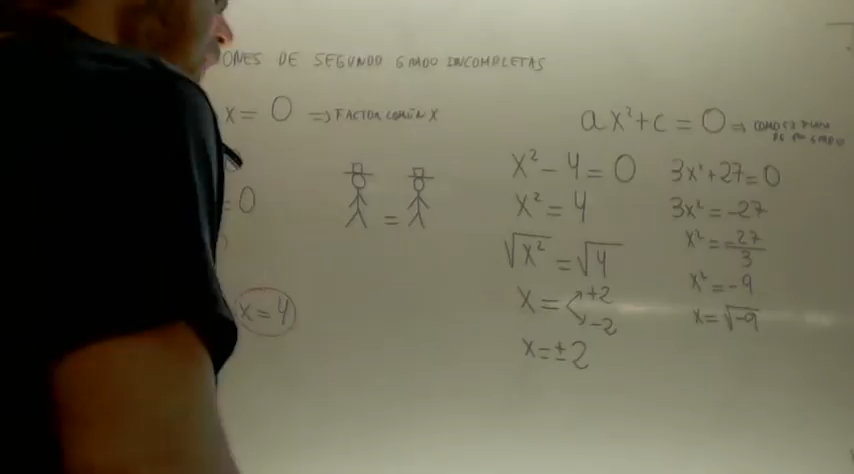 ONES DE SEGUNDO GRADO INCOMPLETAS
x = 0 => FACTOR COMÚN X
= 0
x = 4
=
ax² + c = 0 =>
x² - 4 = 0
x² = 4
√x² = √4
x = +2
-2
x = ±2
3x² + 27 = 0
3x² = -27
x² = -27/3
x² = -9
x = √-9